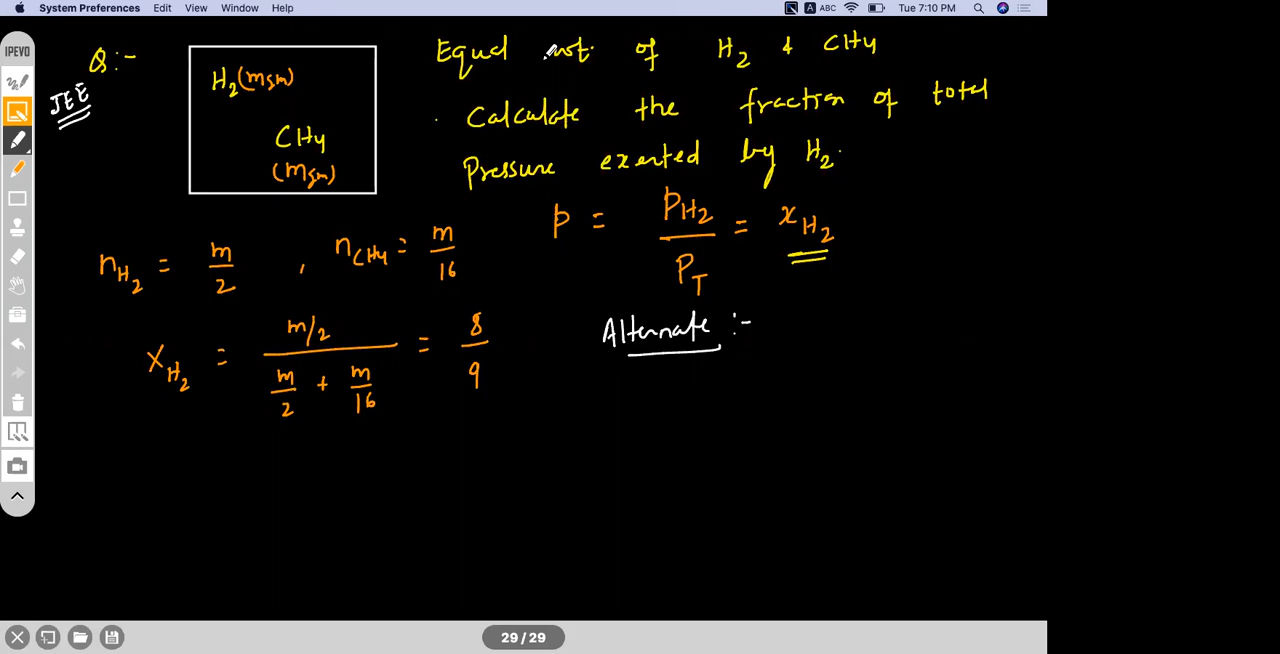 System Preferences Edit View Window Help
A ABC Tue 7:10 PM
IPEVO
Q:-
JEE
H₂(m gm)
CH4
(m gm)
Equal wt. of H₂ & CH4
Calculate the fraction of total
Pressure exerted by H₂.
P = pH₂/PT = xH₂
nH₂ = m/2 , nCH4 = m/16
XH₂ = (m/2)/(m/2 + m/16) = 8/9
Alternate :-
29 / 29